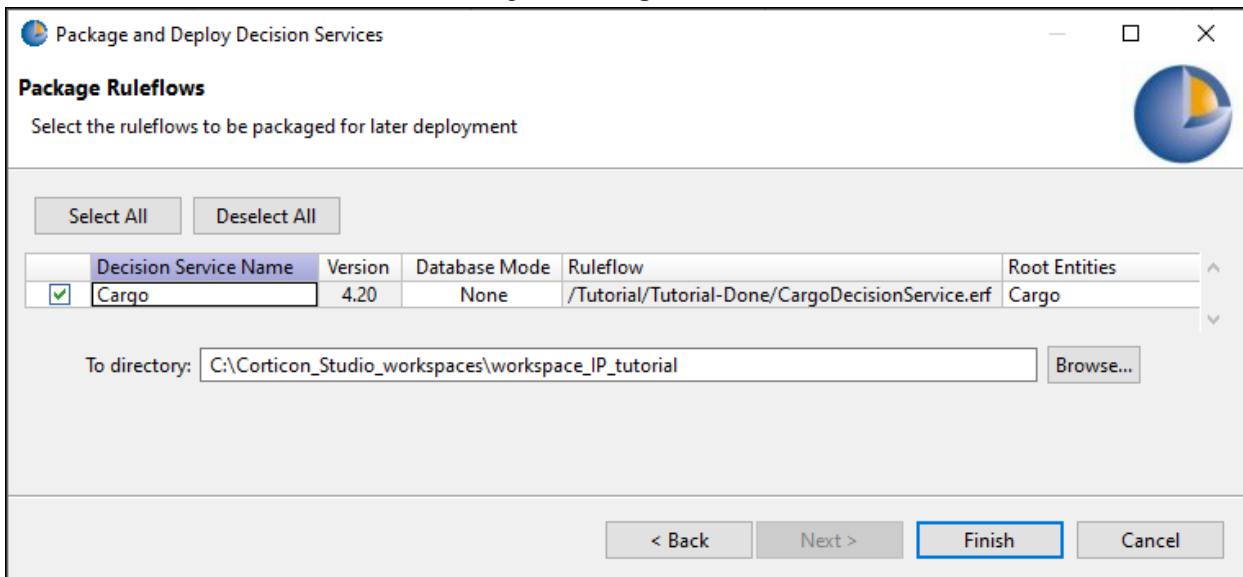 Package and Deploy Decision Services
Package Ruleflows
Select the ruleflows to be packaged for later deployment
Select All Deselect All
Decision Service Name Version Database Mode Ruleflow Root Entities
Cargo 4.20 None /Tutorial/Tutorial-Done/CargoDecisionService.erf Cargo
To directory: C:\Corticon_Studio_workspaces\workspace_IP_tutorial Browse...
< Back Next > Finish Cancel